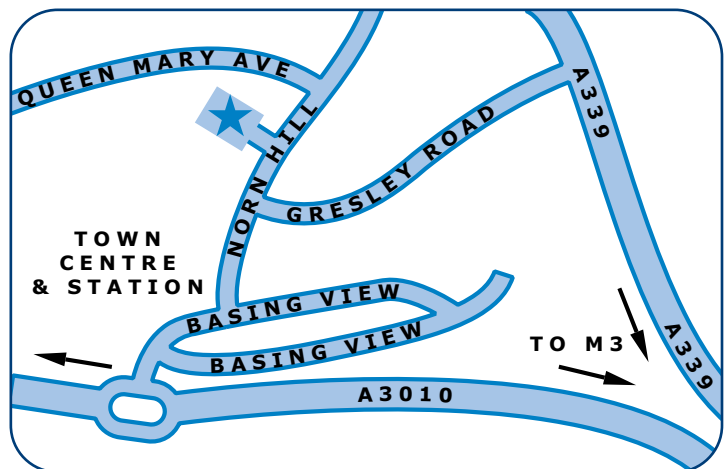 QUEEN MARY AVE
A339
GRESLEY ROAD
NORN HILL
TOWN
CENTRE
& STATION
BASING VIEW
BASING VIEW
TO M3
A339
A3010